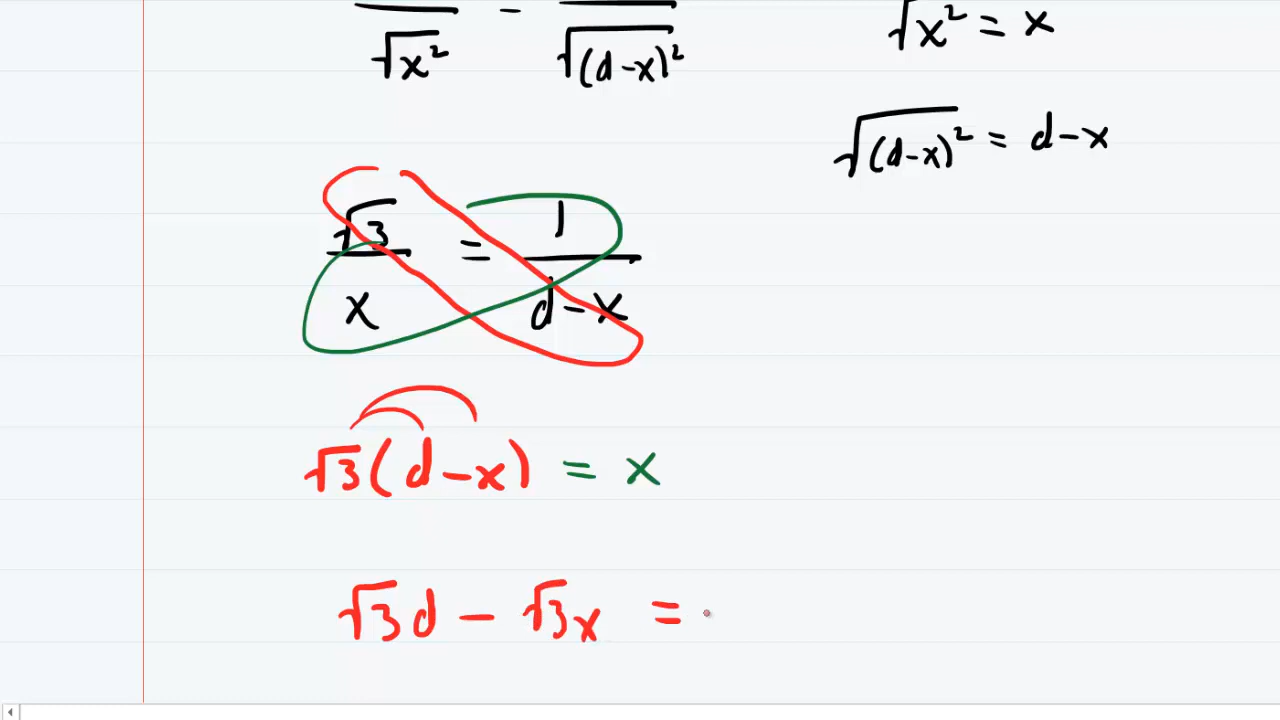 — = —
√x² √(d-x)²
√x² = x
√(d-x)² = d-x
√3/x = 1/(d-x)
√3(d-x) = x
√3d - √3x =